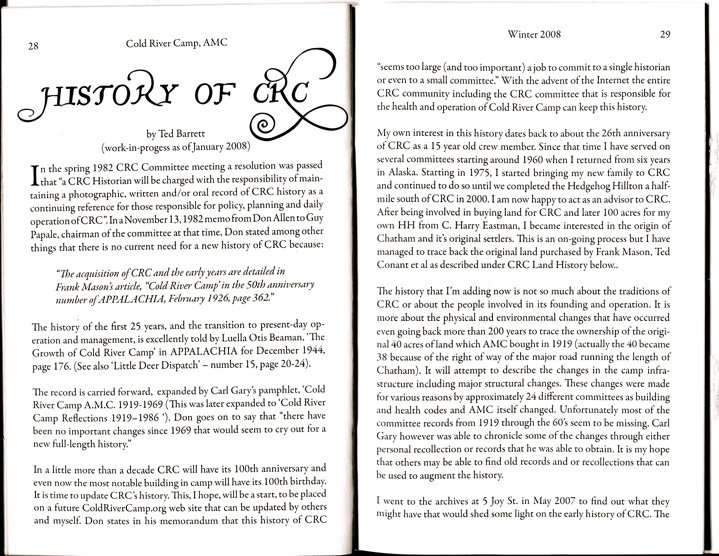 28
Cold River Camp, AMC
HISTORY OF CRC
by Ted Barrett
(work-in-progess as of January 2008)
In the spring 1982 CRC Committee meeting a resolution was passed
that "a CRC Historian will be charged with the responsibility of main-
taining a photographic, written and/or oral record of CRC history as a
continuing reference for those responsible for policy, planning and daily
operation of CRC". In a November 13, 1982 memo from Don Allen to Guy
Papale, chairman of the committee at that time, Don stated among other
things that there is no current need for a new history of CRC because:
"The acquisition of CRC and the early years are detailed in
Frank Mason's article, "Cold River Camp' in the 50th anniversary
number of APPALACHIA, February 1926, page 362."
The history of the first 25 years, and the transition to present-day op-
eration and management, is excellently told by Luella Otis Beaman. 'The
Growth of Cold River Camp' in APPALACHIA for December 1944,
page 176. (See also 'Little Deer Dispatch' – number 15, page 20-24).
The record is carried forward, expanded by Carl Gary's pamphlet, 'Cold
River Camp A.M.C. 1919-1969 (This was later expanded to 'Cold River
Camp Reflections 1919–1986 '). Don goes on to say that "there have
been no important changes since 1969 that would seem to cry out for a
new full-length history."
In a little more than a decade CRC will have its 100th anniversary and
even now the most notable building in camp will have its 100th birthday.
It is time to update CRC's history. This, I hope, will be a start, to be placed
on a future ColdRiverCamp.org web site that can be updated by others
and myself. Don states in his memorandum that this history of CRC
Winter 2008
29
"seems too large (and too important) a job to commit to a single historian
or even to a small committee." With the advent of the Internet the entire
CRC community including the CRC committee that is responsible for
the health and operation of Cold River Camp can keep this history.
My own interest in this history dates back to about the 26th anniversary
of CRC as a 15 year old crew member. Since that time I have served on
several committees starting around 1960 when I returned from six years
in Alaska. Starting in 1975, I started bringing my new family to CRC
and continued to do so until we completed the Hedgehog Hillton a half-
mile south of CRC in 2000. I am now happy to act as an advisor to CRC.
After being involved in buying land for CRC and later 100 acres for my
own HH from C. Harry Eastman, I became interested in the origin of
Chatham and it's original settlers. This is an on-going process but I have
managed to trace back the original land purchased by Frank Mason, Ted
Conant et al as described under CRC Land History below..
The history that I'm adding now is not so much about the traditions of
CRC or about the people involved in its founding and operation. It is
more about the physical and environmental changes that have occurred
even going back more than 200 years to trace the ownership of the origi-
nal 40 acres of land which AMC bought in 1919 (actually the 40 became
38 because of the right of way of the major road running the length of
Chatham). It will attempt to describe the changes in the camp infra-
structure including major structural changes. These changes were made
for various reasons by approximately 24 different committees as building
and health codes and AMC itself changed. Unfortunately most of the
committee records from 1919 through the 60's seem to be missing. Carl
Gary however was able to chronicle some of the changes through either
personal recollection or records that he was able to obtain. It is my hope
that others may be able to find old records and or recollections that can
be used to augment the history.
I went to the archives at 5 Joy St. in May 2007 to find out what they
might have that would shed some light on the early history of CRC. The